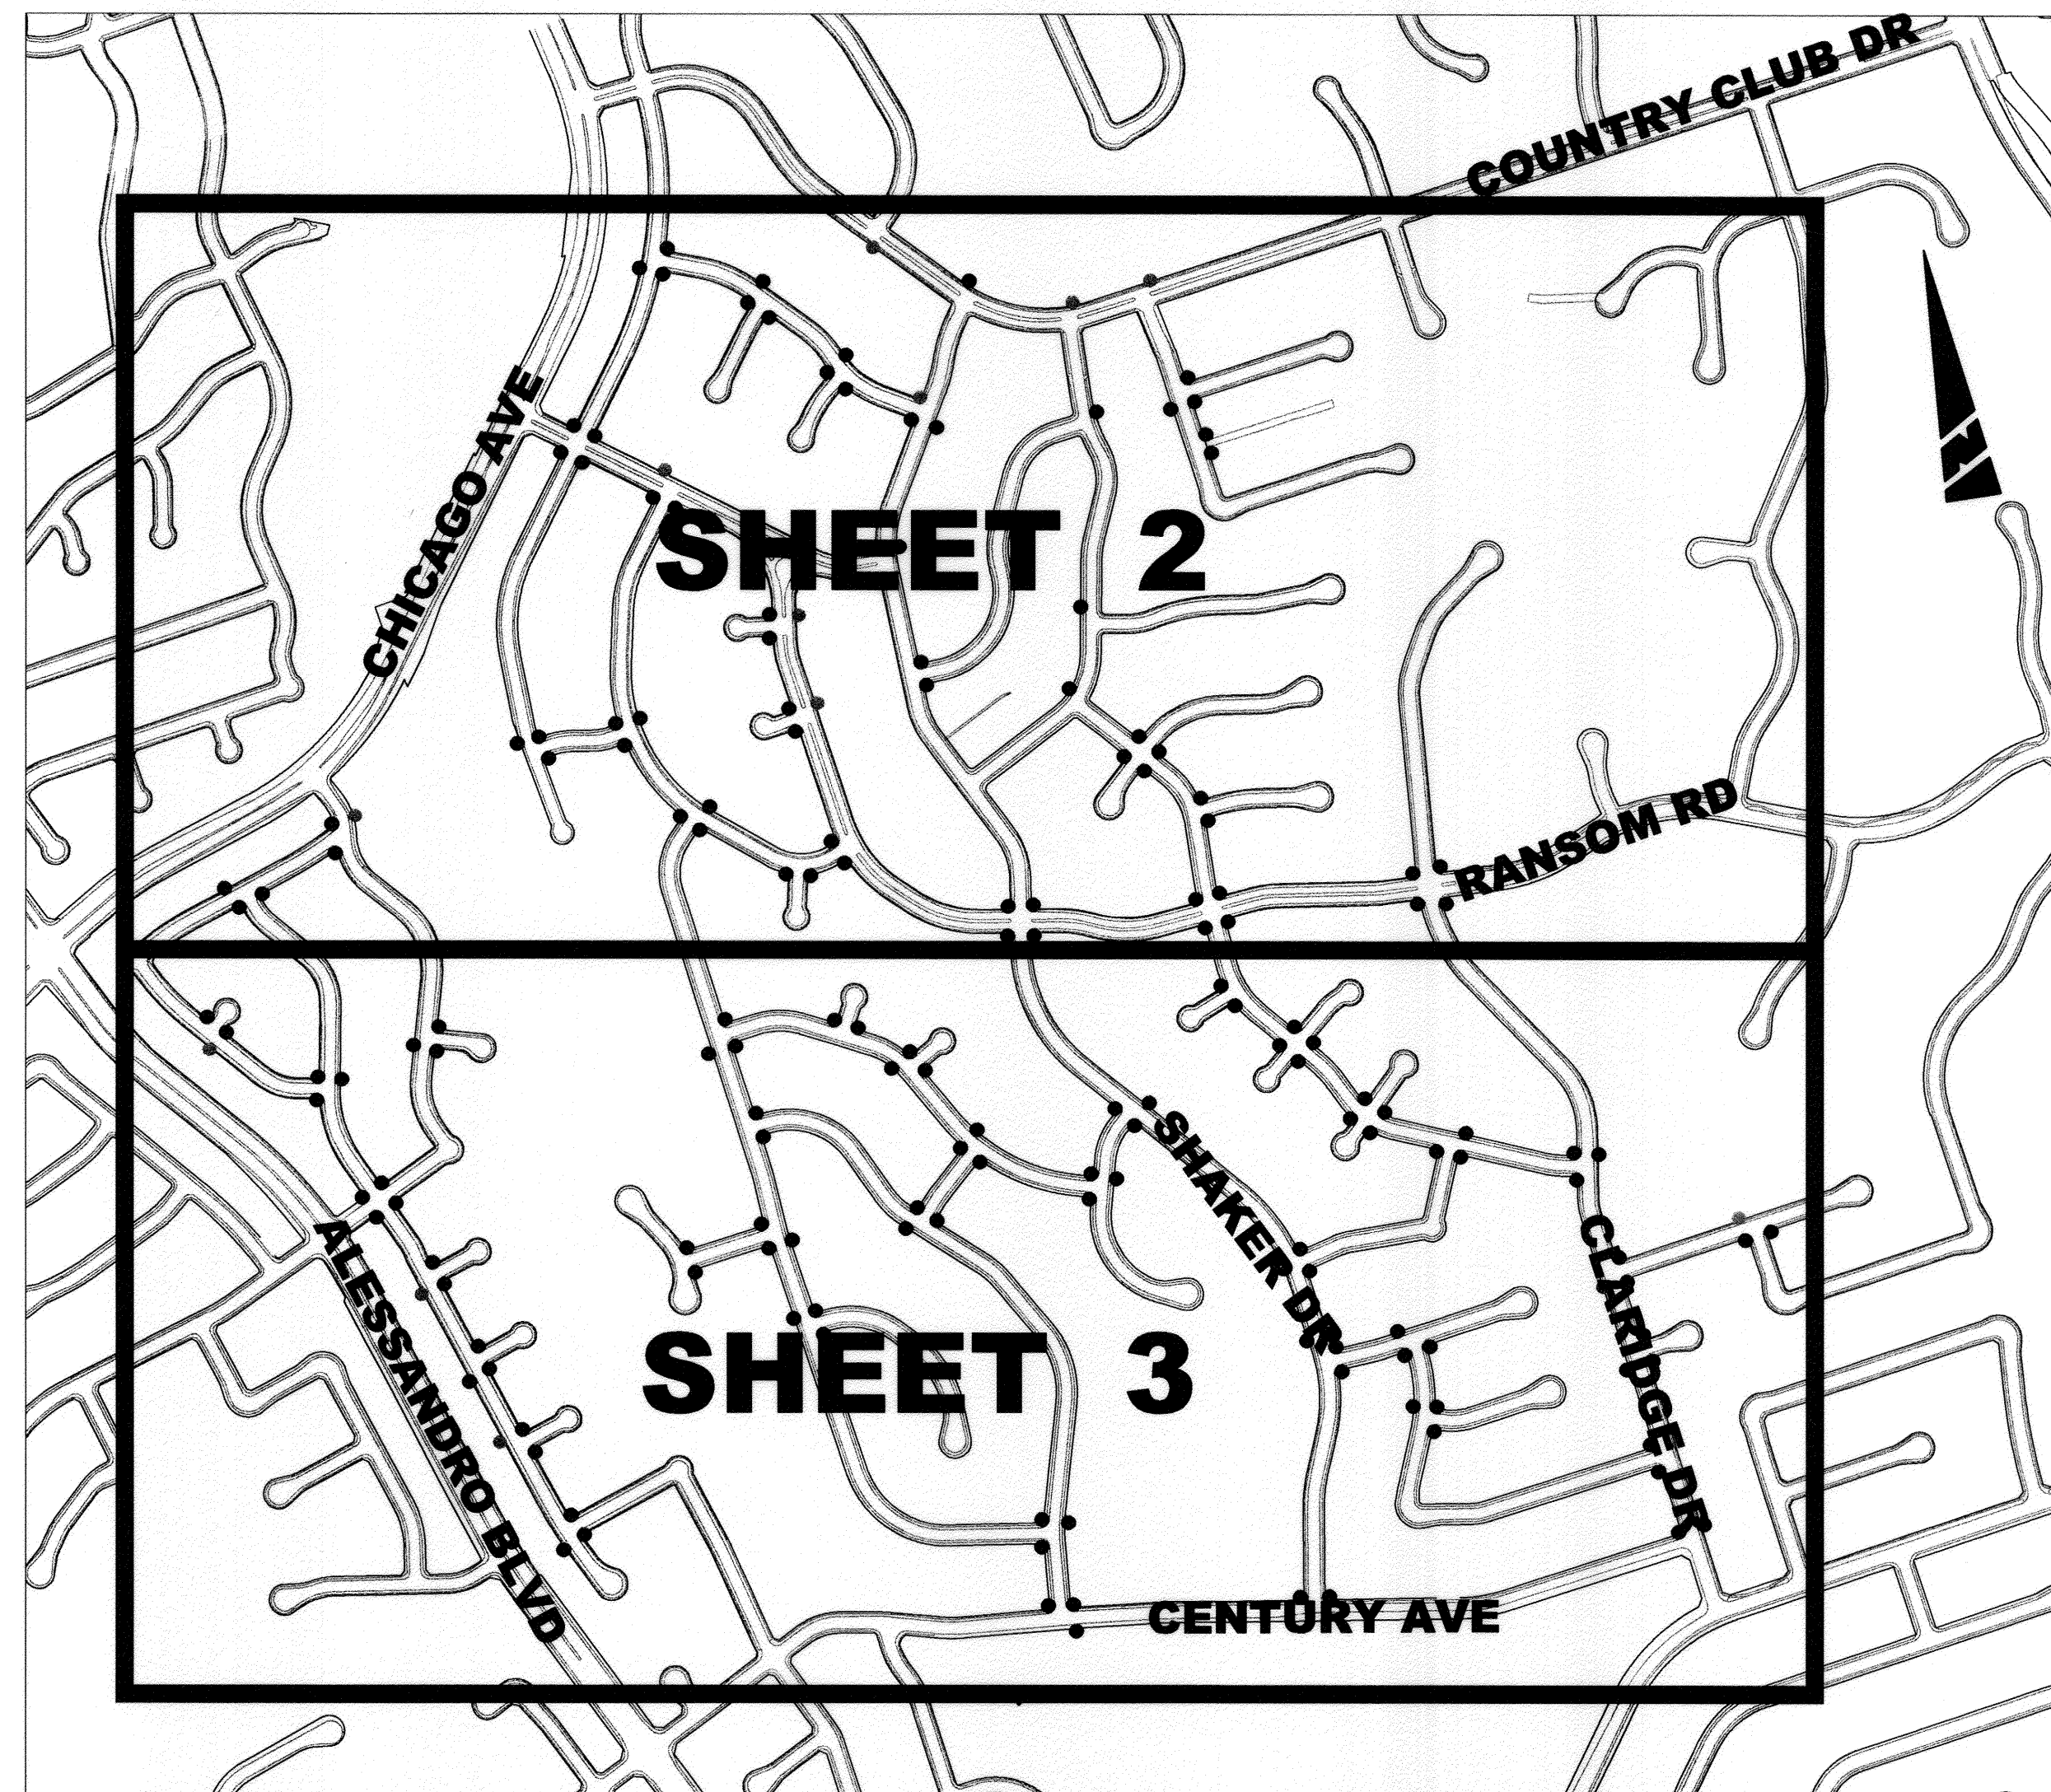 COUNTRY CLUB DR
CHICAGO AVE
N
SHEET 2
RANSOM RD
SHAKER DR
CLARIDGE DR
ALESSANDRO BLVD
SHEET 3
CENTURY AVE